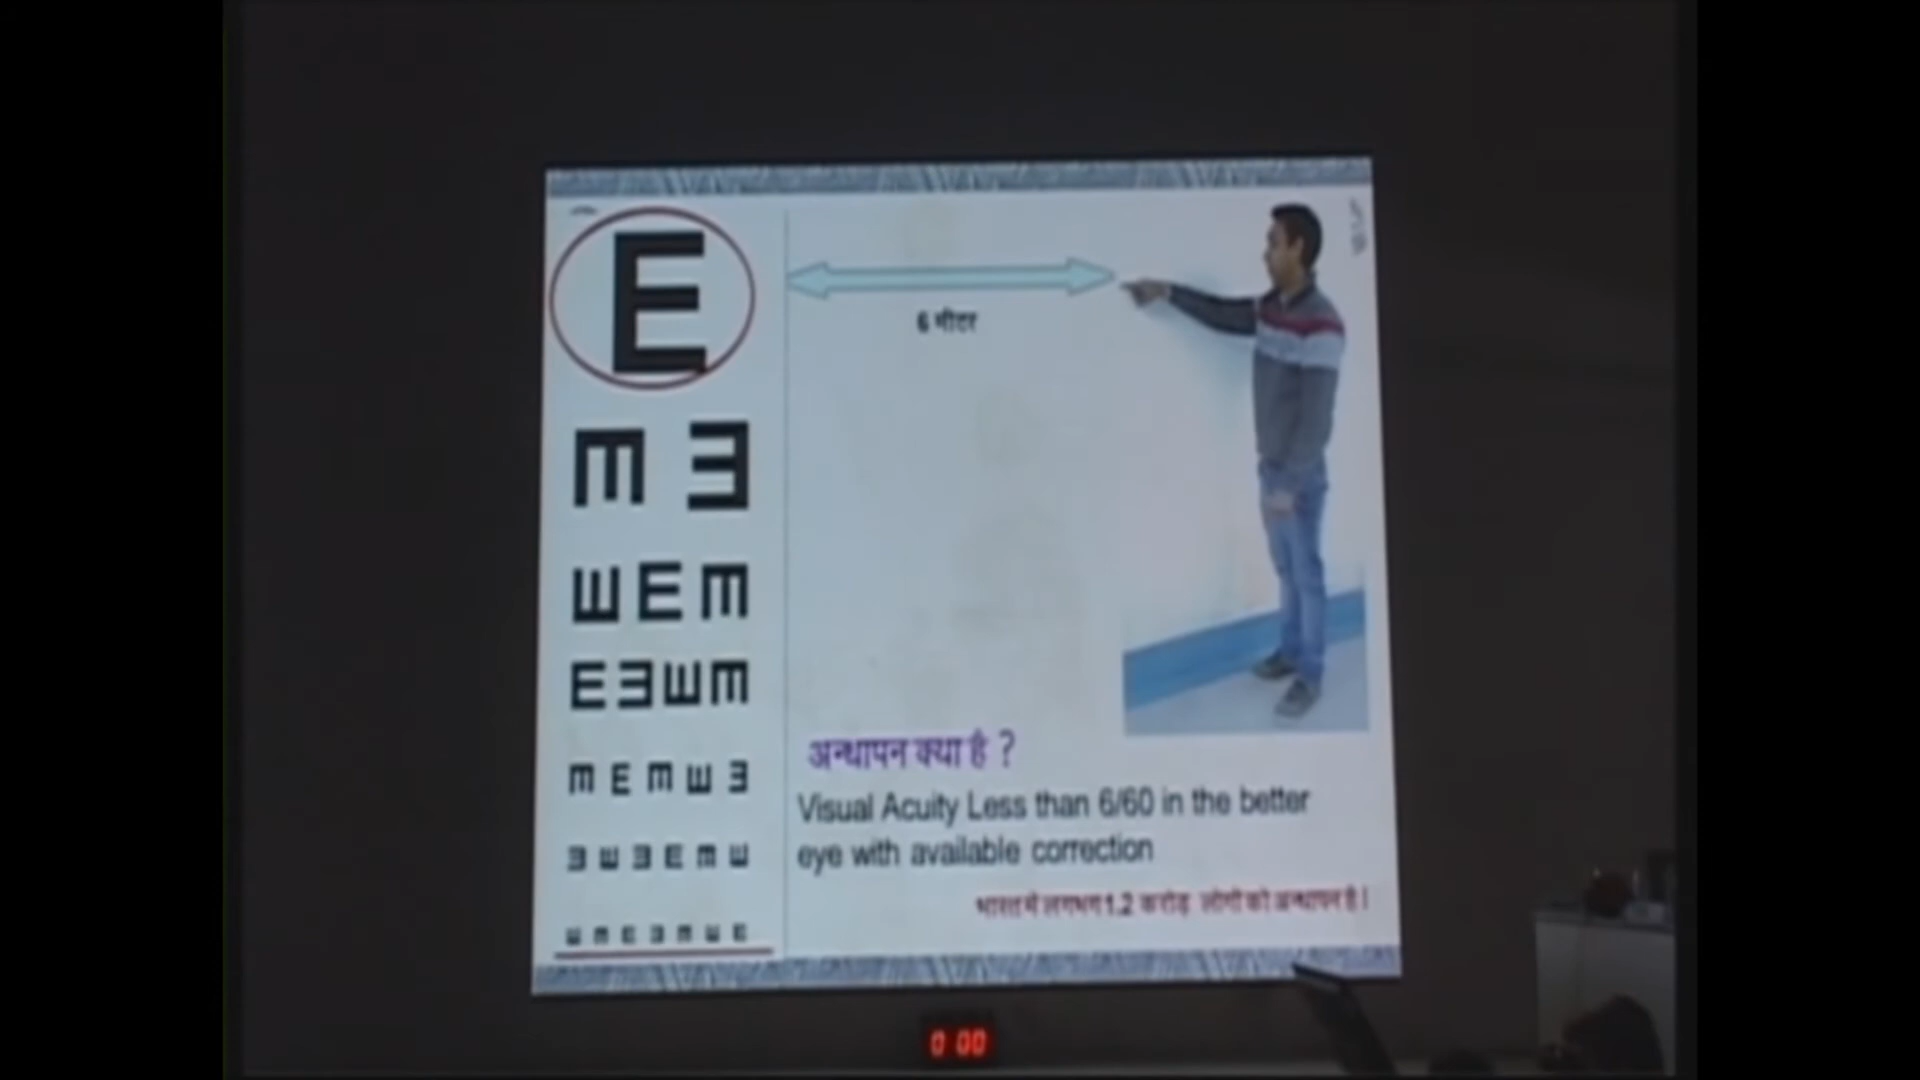 E
6 मीटर
अन्धापन क्या है ?
Visual Acuity Less than 6/60 in the better
eye with available correction
भारत में लगभग 1.2 करोड़ लोगों को अन्धापन है।
0 00